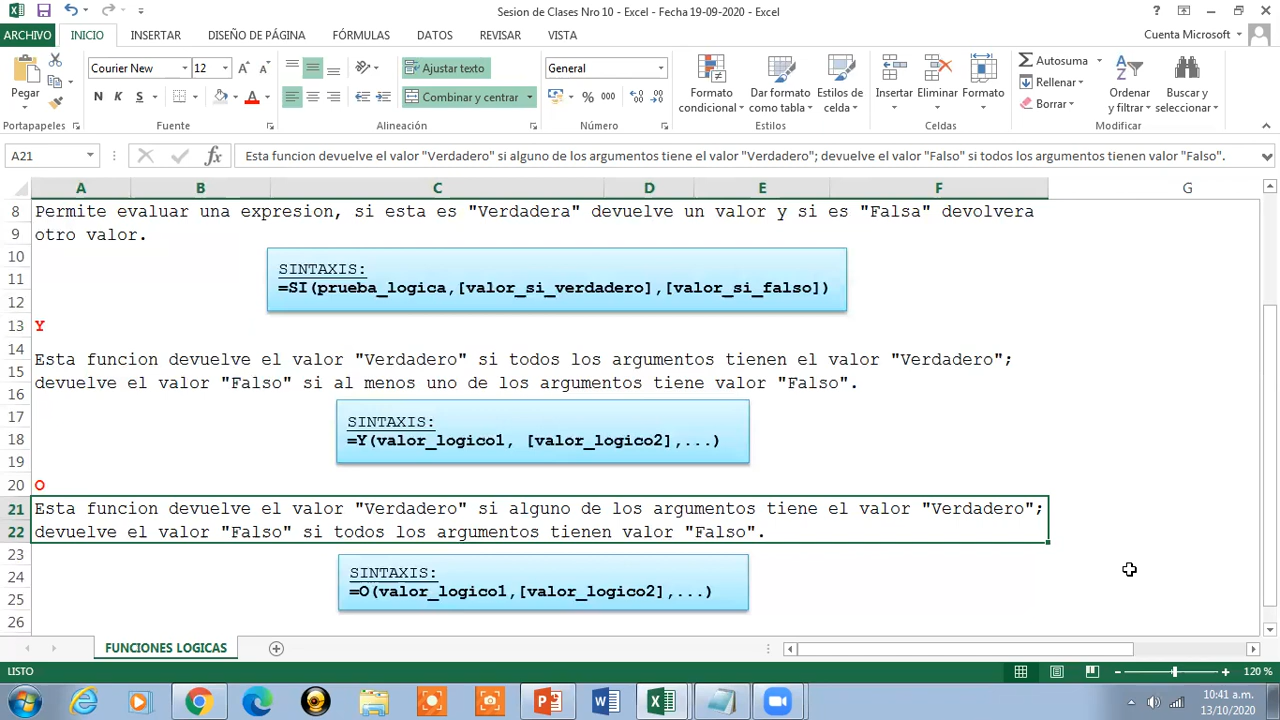 Sesion de Clases Nro 10 - Excel - Fecha 19-09-2020 - Excel
ARCHIVO INICIO INSERTAR DISEÑO DE PÁGINA FÓRMULAS DATOS REVISAR VISTA Cuenta Microsoft
Pegar
Portapapeles
Courier New 12
N K S
Fuente
Ajustar texto
Combinar y centrar
Alineación
General
% 000
Número
Formato condicional
Dar formato como tabla
Estilos de celda
Estilos
Insertar Eliminar Formato
Celdas
Autosuma
Rellenar
Borrar
Ordenar y filtrar
Buscar y seleccionar
Modificar
A21 fx Esta funcion devuelve el valor "Verdadero" si alguno de los argumentos tiene el valor "Verdadero"; devuelve el valor "Falso" si todos los argumentos tienen valor "Falso".
A B C D E F G
8 Permite evaluar una expresion, si esta es "Verdadera" devuelve un valor y si es "Falsa" devolvera
9 otro valor.
10
SINTAXIS:
11
=SI(prueba_logica,[valor_si_verdadero],[valor_si_falso])
12
13 Y
14
Esta funcion devuelve el valor "Verdadero" si todos los argumentos tienen el valor "Verdadero";
15
devuelve el valor "Falso" si al menos uno de los argumentos tiene valor "Falso".
16
17
SINTAXIS:
18 =Y(valor_logico1, [valor_logico2],...)
19
20 O
21 Esta funcion devuelve el valor "Verdadero" si alguno de los argumentos tiene el valor "Verdadero";
22 devuelve el valor "Falso" si todos los argumentos tienen valor "Falso".
23
SINTAXIS:
24
=O(valor_logico1,[valor_logico2],...)
25
26
FUNCIONES LOGICAS
LISTO 120 %
10:41 a.m.
13/10/2020